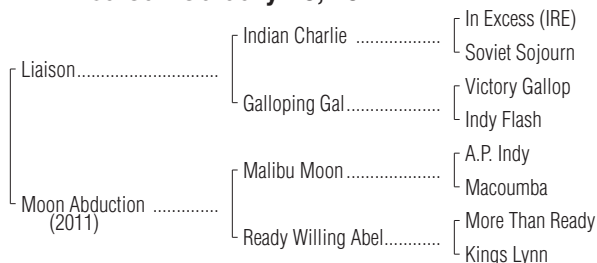 In Excess (IRE)
Indian Charlie ...................
Soviet Sojourn
Liaison................................
Victory Gallop
Galloping Gal.....................
Indy Flash
A.P. Indy
Malibu Moon .....................
Macoumba
Moon Abduction ...............
(2011)
More Than Ready
Ready Willing Abel............
Kings Lynn